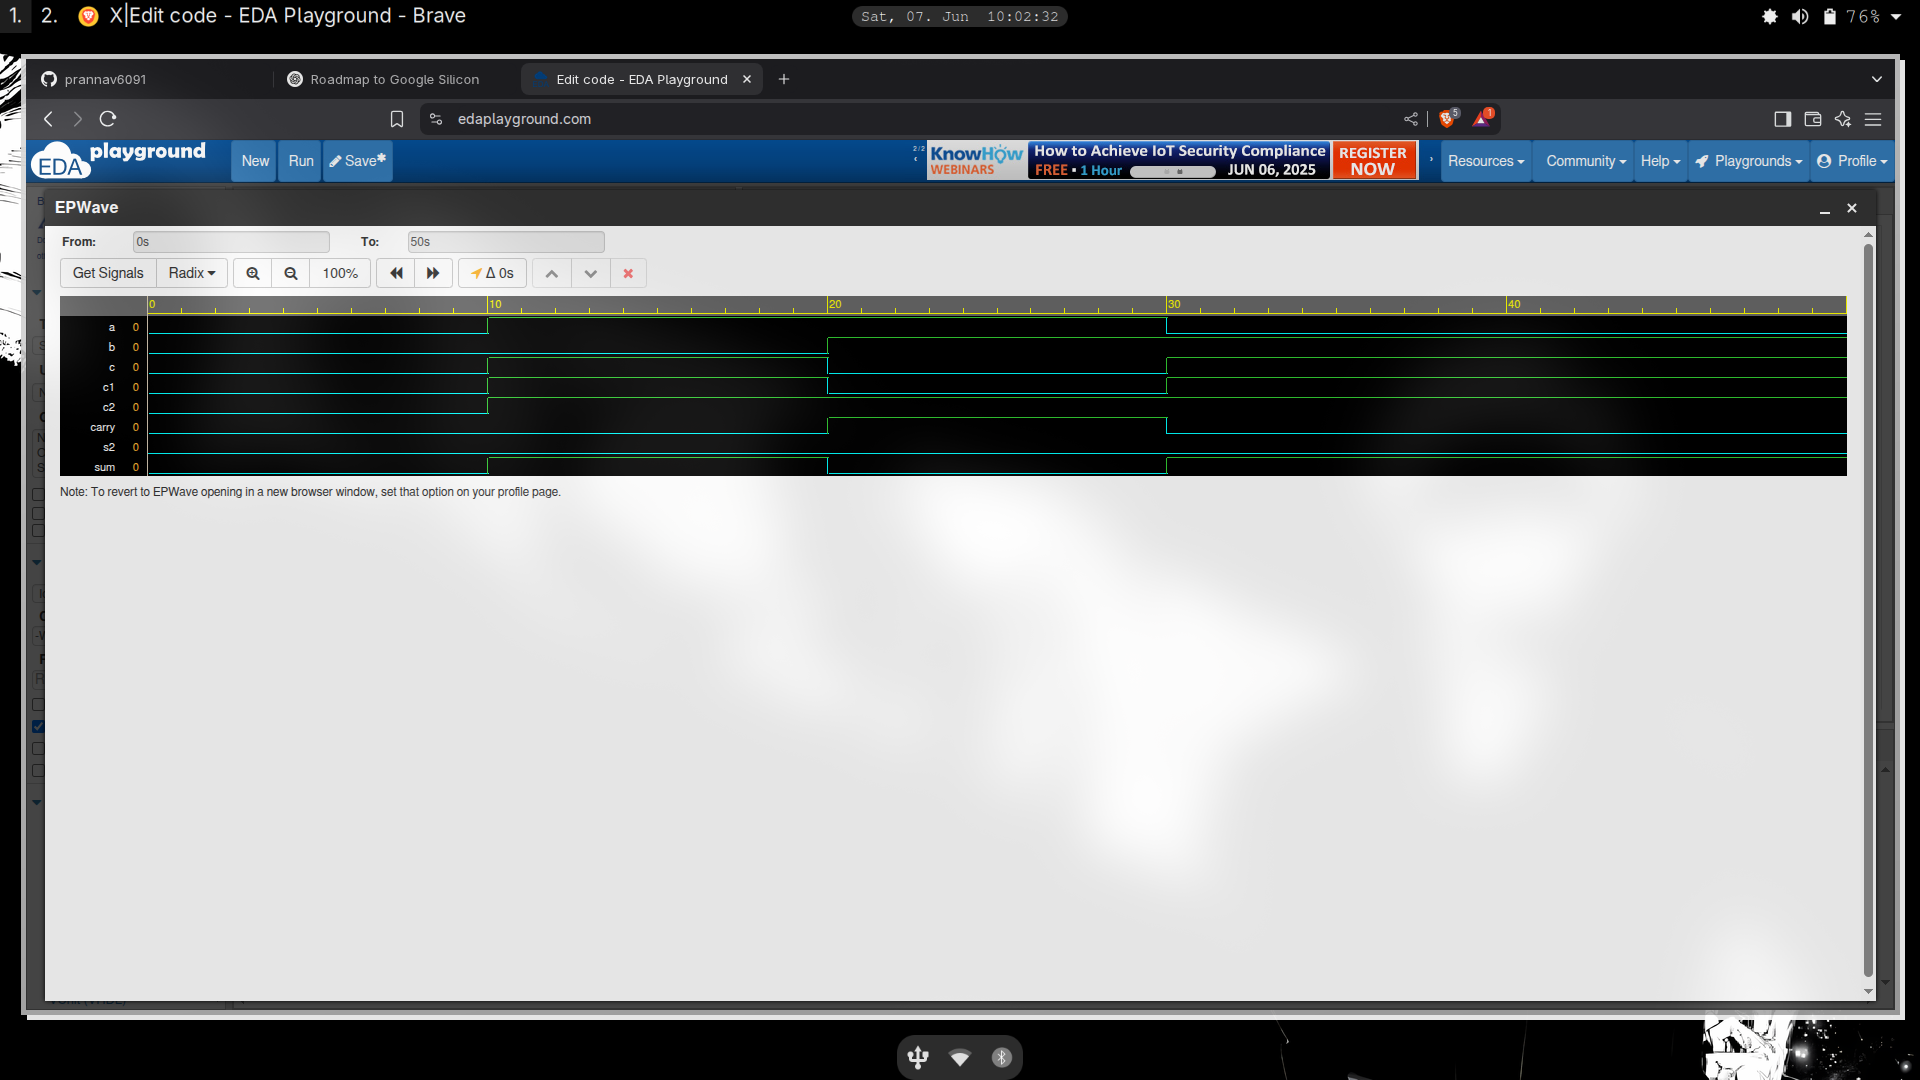 1. 2. X|Edit code - EDA Playground - Brave
Sat, 07. Jun 10:02:32
76%
prannav6091
Roadmap to Google Silicon
Edit code - EDA Playground
edaplayground.com
5
1
EDA playground
New
Run
Save*
2/2
KnowHow
WEBINARS
How to Achieve IoT Security Compliance
FREE • 1 Hour
JUN 06, 2025
REGISTER
NOW
Resources
Community
Help
Playgrounds
Profile
EPWave
From: 0s To: 50s
Get Signals Radix 100% Δ 0s
0 10 20 30 40
a 0
b 0
c 0
c1 0
c2 0
carry 0
s2 0
sum 0
Note: To revert to EPWave opening in a new browser window, set that option on your profile page.